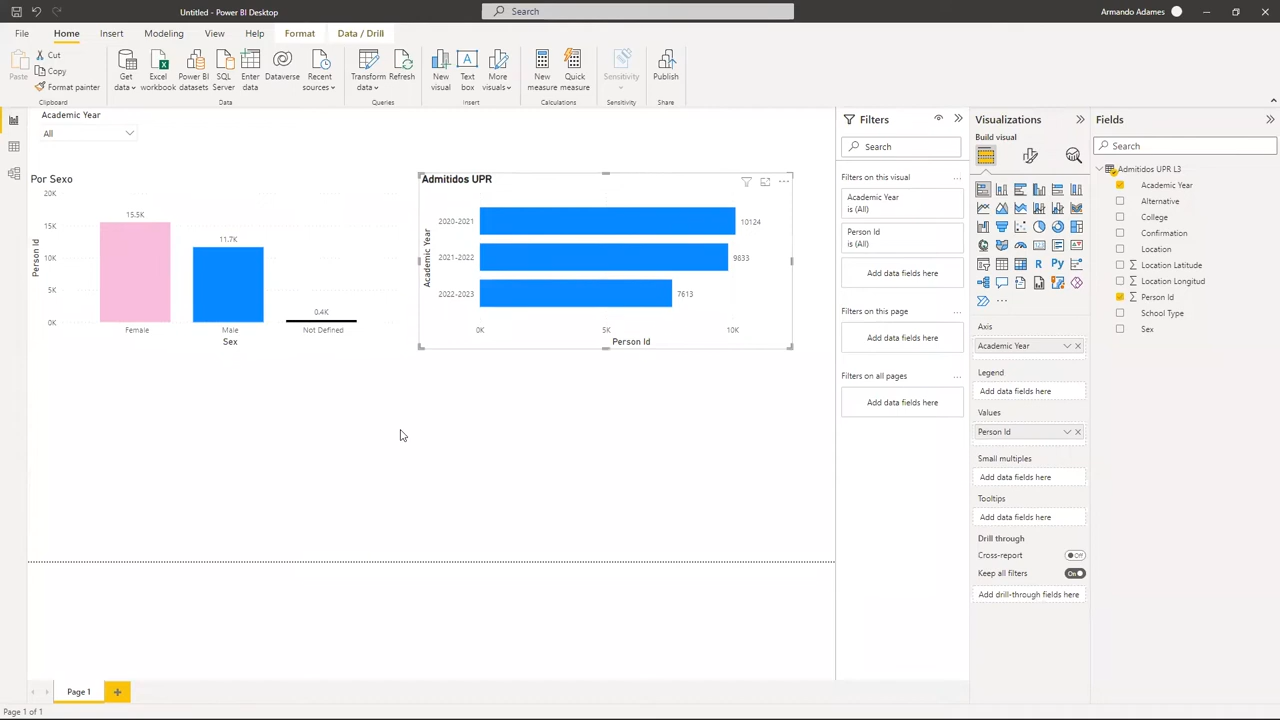 Untitled - Power BI Desktop
Search
Armando Adames
File
Home
Insert
Modeling
View
Help
Format
Data / Drill
Paste
Cut
Copy
Format painter
Clipboard
Get data
Excel workbook
Power BI datasets
SQL Server
Enter data
Dataverse
Recent sources
Data
Transform data
Refresh
Queries
New visual
Text box
More visuals
Insert
New measure
Quick measure
Calculations
Sensitivity
Sensitivity
Publish
Share
Academic Year
All
Por Sexo
20K
15K
10K
5K
0K
Person Id
15.5K
11.7K
0.4K
Female
Male
Not Defined
Sex
Admitidos UPR
Academic Year
2020-2021
10124
2021-2022
9833
2022-2023
7613
0K
5K
10K
Person Id
Filters
Search
Filters on this visual
...
Academic Year
is (All)
Person Id
is (All)
Add data fields here
Filters on this page
...
Add data fields here
Filters on all pages
...
Add data fields here
Visualizations
Build visual
R
Py
...
Axis
Academic Year
Legend
Add data fields here
Values
Person Id
Small multiples
Add data fields here
Tooltips
Add data fields here
Drill through
Cross-report
Off
Keep all filters
On
Add drill-through fields here
Fields
Search
Admitidos UPR L3
Academic Year
Alternative
College
Confirmation
Location
Σ Location Latitude
Σ Location Longitud
Σ Person Id
School Type
Sex
Page 1
Page 1 of 1